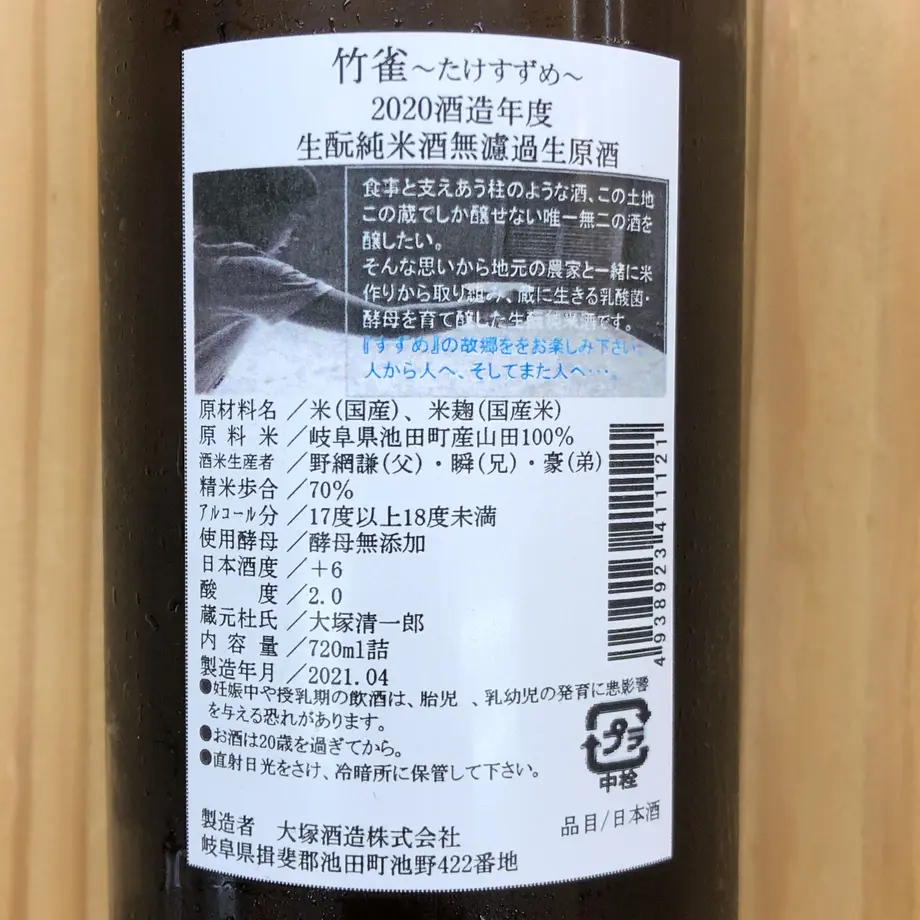 竹雀～たけすずめ～
2020酒造年度
生酛純米酒無濾過生原酒
食事と支えあう柱のような酒、この土地
この蔵でしか醸せない唯一無二の酒を
醸したい。
そんな思いから地元の農家と一緒に米
作りから取り組み、蔵に生きる乳酸菌・
酵母を育て醸した生酛純米酒です。
『すずめ』の故郷ををお楽しみ下さい
人から人へ、そしてまた人へ・・・。
原材料名／米(国産)、米麹(国産米)
原料米／岐阜県池田町産山田100%
酒米生産者／野網謙(父)・瞬(兄)・豪(弟)
精米歩合／70%
アルコール分／17度以上18度未満
使用酵母／酵母無添加
日本酒度／＋6
酸度／2.0
蔵元杜氏／大塚清一郎
内容量／720ml詰
製造年月／2021.04
4938923411121
●妊娠中や授乳期の飲酒は、胎児 、乳幼児の発育に悪影響
を与える恐れがあります。
●お酒は20歳を過ぎてから。
●直射日光をさけ、冷暗所に保管して下さい。
プラ
中栓
製造者 大塚酒造株式会社
岐阜県揖斐郡池田町池野422番地
品目/日本酒